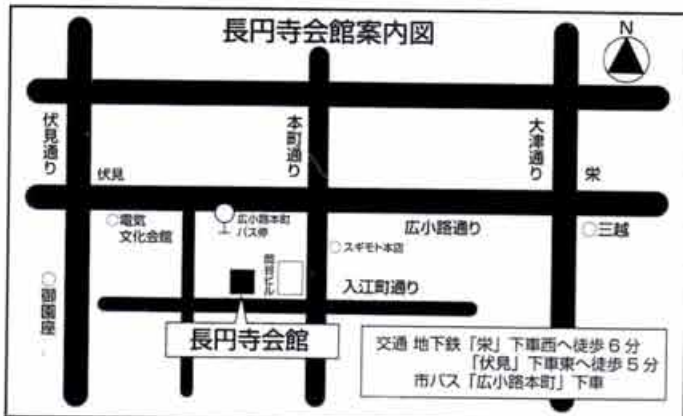 長円寺会館案内図
N
伏見通り
本町通り
大津通り
伏見
栄
電気
文化会館
広小路本町
バス停
広小路通り
三越
スギモト本店
岡谷ビル
入江町通り
御園座
長円寺会館
交通 地下鉄「栄」下車西へ徒歩6分
「伏見」下車東へ徒歩5分
市バス「広小路本町」下車